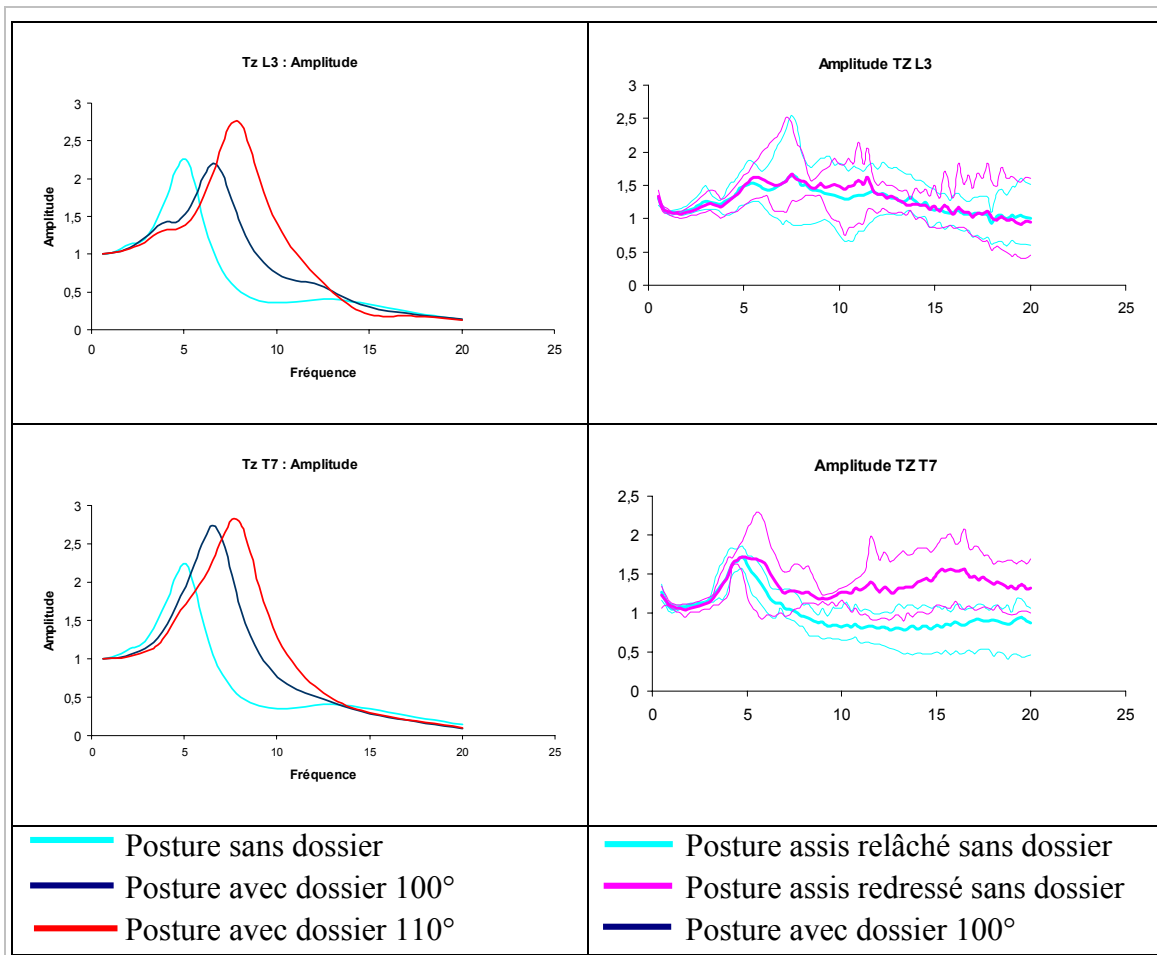 Tz L3 : Amplitude
3
2,5
2
1,5
1
0,5
0
Amplitude
0 5 10 15 20 25
Fréquence
Amplitude TZ L3
3
2,5
2
1,5
1
0,5
0
0 5 10 15 20 25
Tz T7 : Amplitude
3
2,5
2
1,5
1
0,5
0
Amplitude
0 5 10 15 20 25
Fréquence
Amplitude TZ T7
2,5
2
1,5
1
0,5
0
0 5 10 15 20 25
Posture sans dossier
Posture avec dossier 100°
Posture avec dossier 110°
Posture assis relâché sans dossier
Posture assis redressé sans dossier
Posture avec dossier 100°